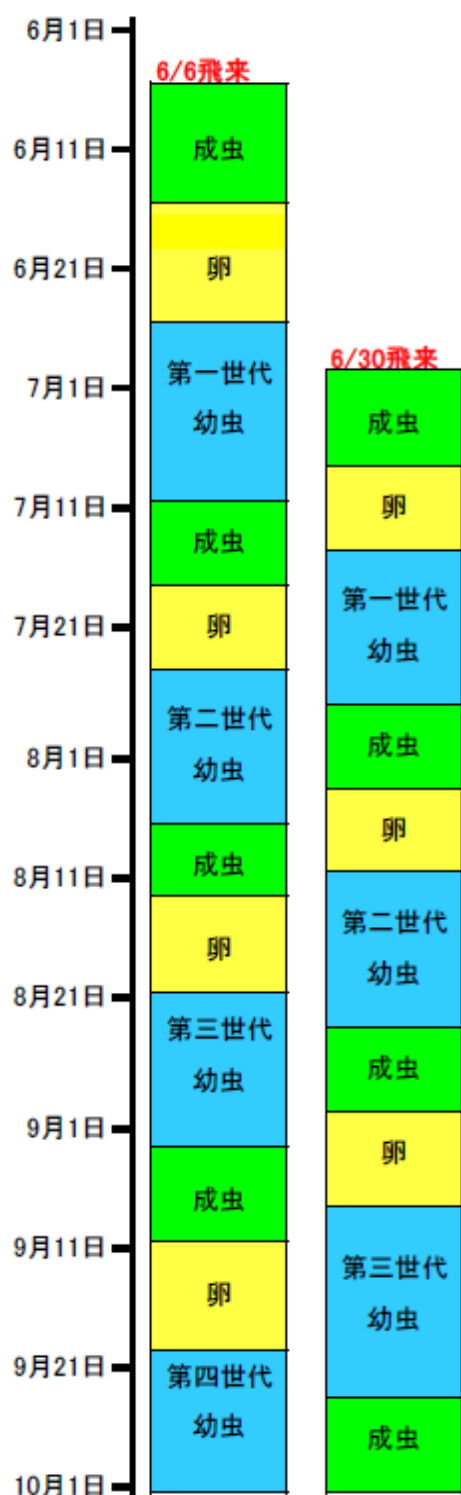 6月1日
6月11日
6月21日
7月1日
7月11日
7月21日
8月1日
8月11日
8月21日
9月1日
9月11日
9月21日
10月1日
6/6飛来
成虫
卵
第一世代
幼虫
成虫
卵
第二世代
幼虫
成虫
卵
第三世代
幼虫
成虫
卵
第四世代
幼虫
6/30飛来
成虫
卵
第一世代
幼虫
成虫
卵
第二世代
幼虫
成虫
卵
第三世代
幼虫
成虫